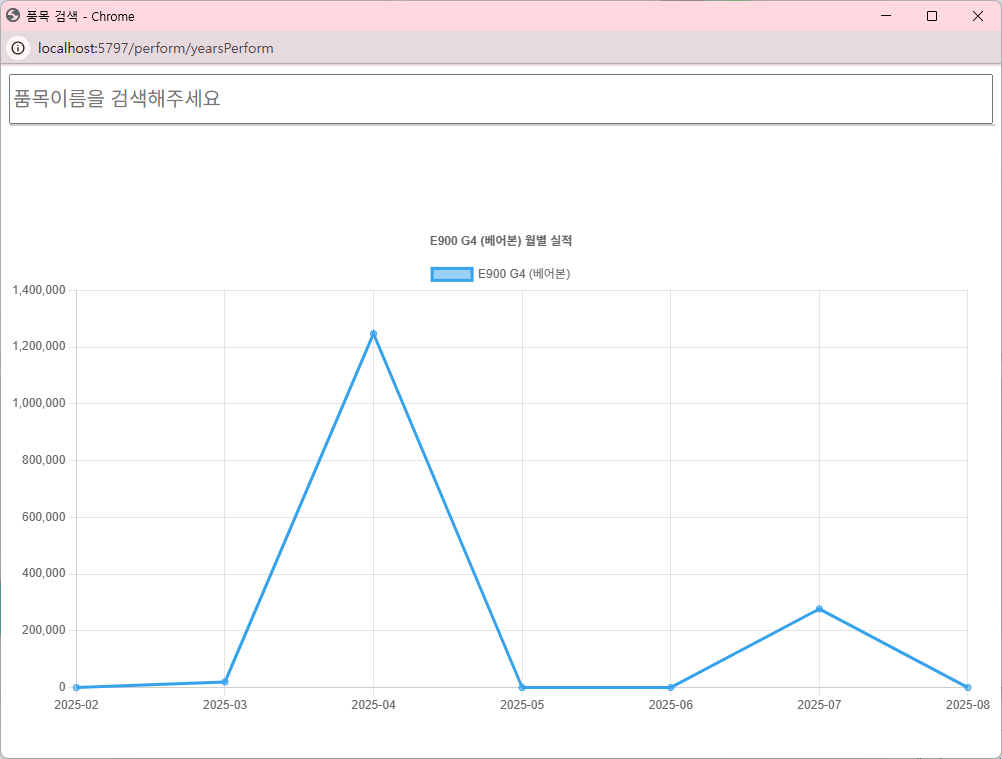 품목 검색 - Chrome
localhost:5797/perform/yearsPerform
품목이름을 검색해주세요
E900 G4 (베어본) 월별 실적
E900 G4 (베어본)
1,400,000
1,200,000
1,000,000
800,000
600,000
400,000
200,000
0
2025-02 2025-03 2025-04 2025-05 2025-06 2025-07 2025-08